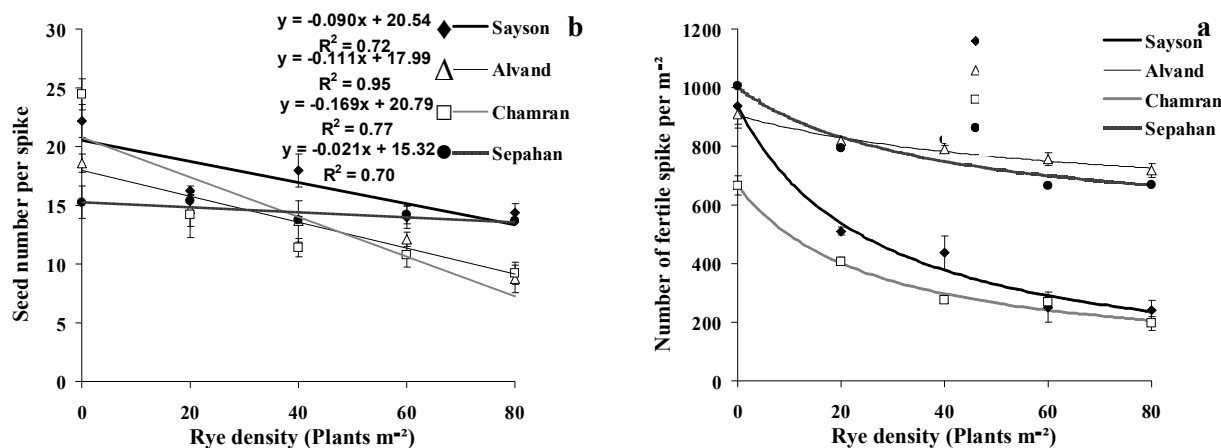 b
y = -0.090x + 20.54
R² = 0.72
y = -0.111x + 17.99
R² = 0.95
y = -0.169x + 20.79
R² = 0.77
y = -0.021x + 15.32
R² = 0.70
Sayson
Alvand
Chamran
Sepahan
Seed number per spike
30
25
20
15
10
5
0
0 20 40 60 80
Rye density (Plants m⁻²)
a
Sayson
Alvand
Chamran
Sepahan
Number of fertile spike per m⁻²
1200
1000
800
600
400
200
0
0 20 40 60 80
Rye density (Plants m⁻²)